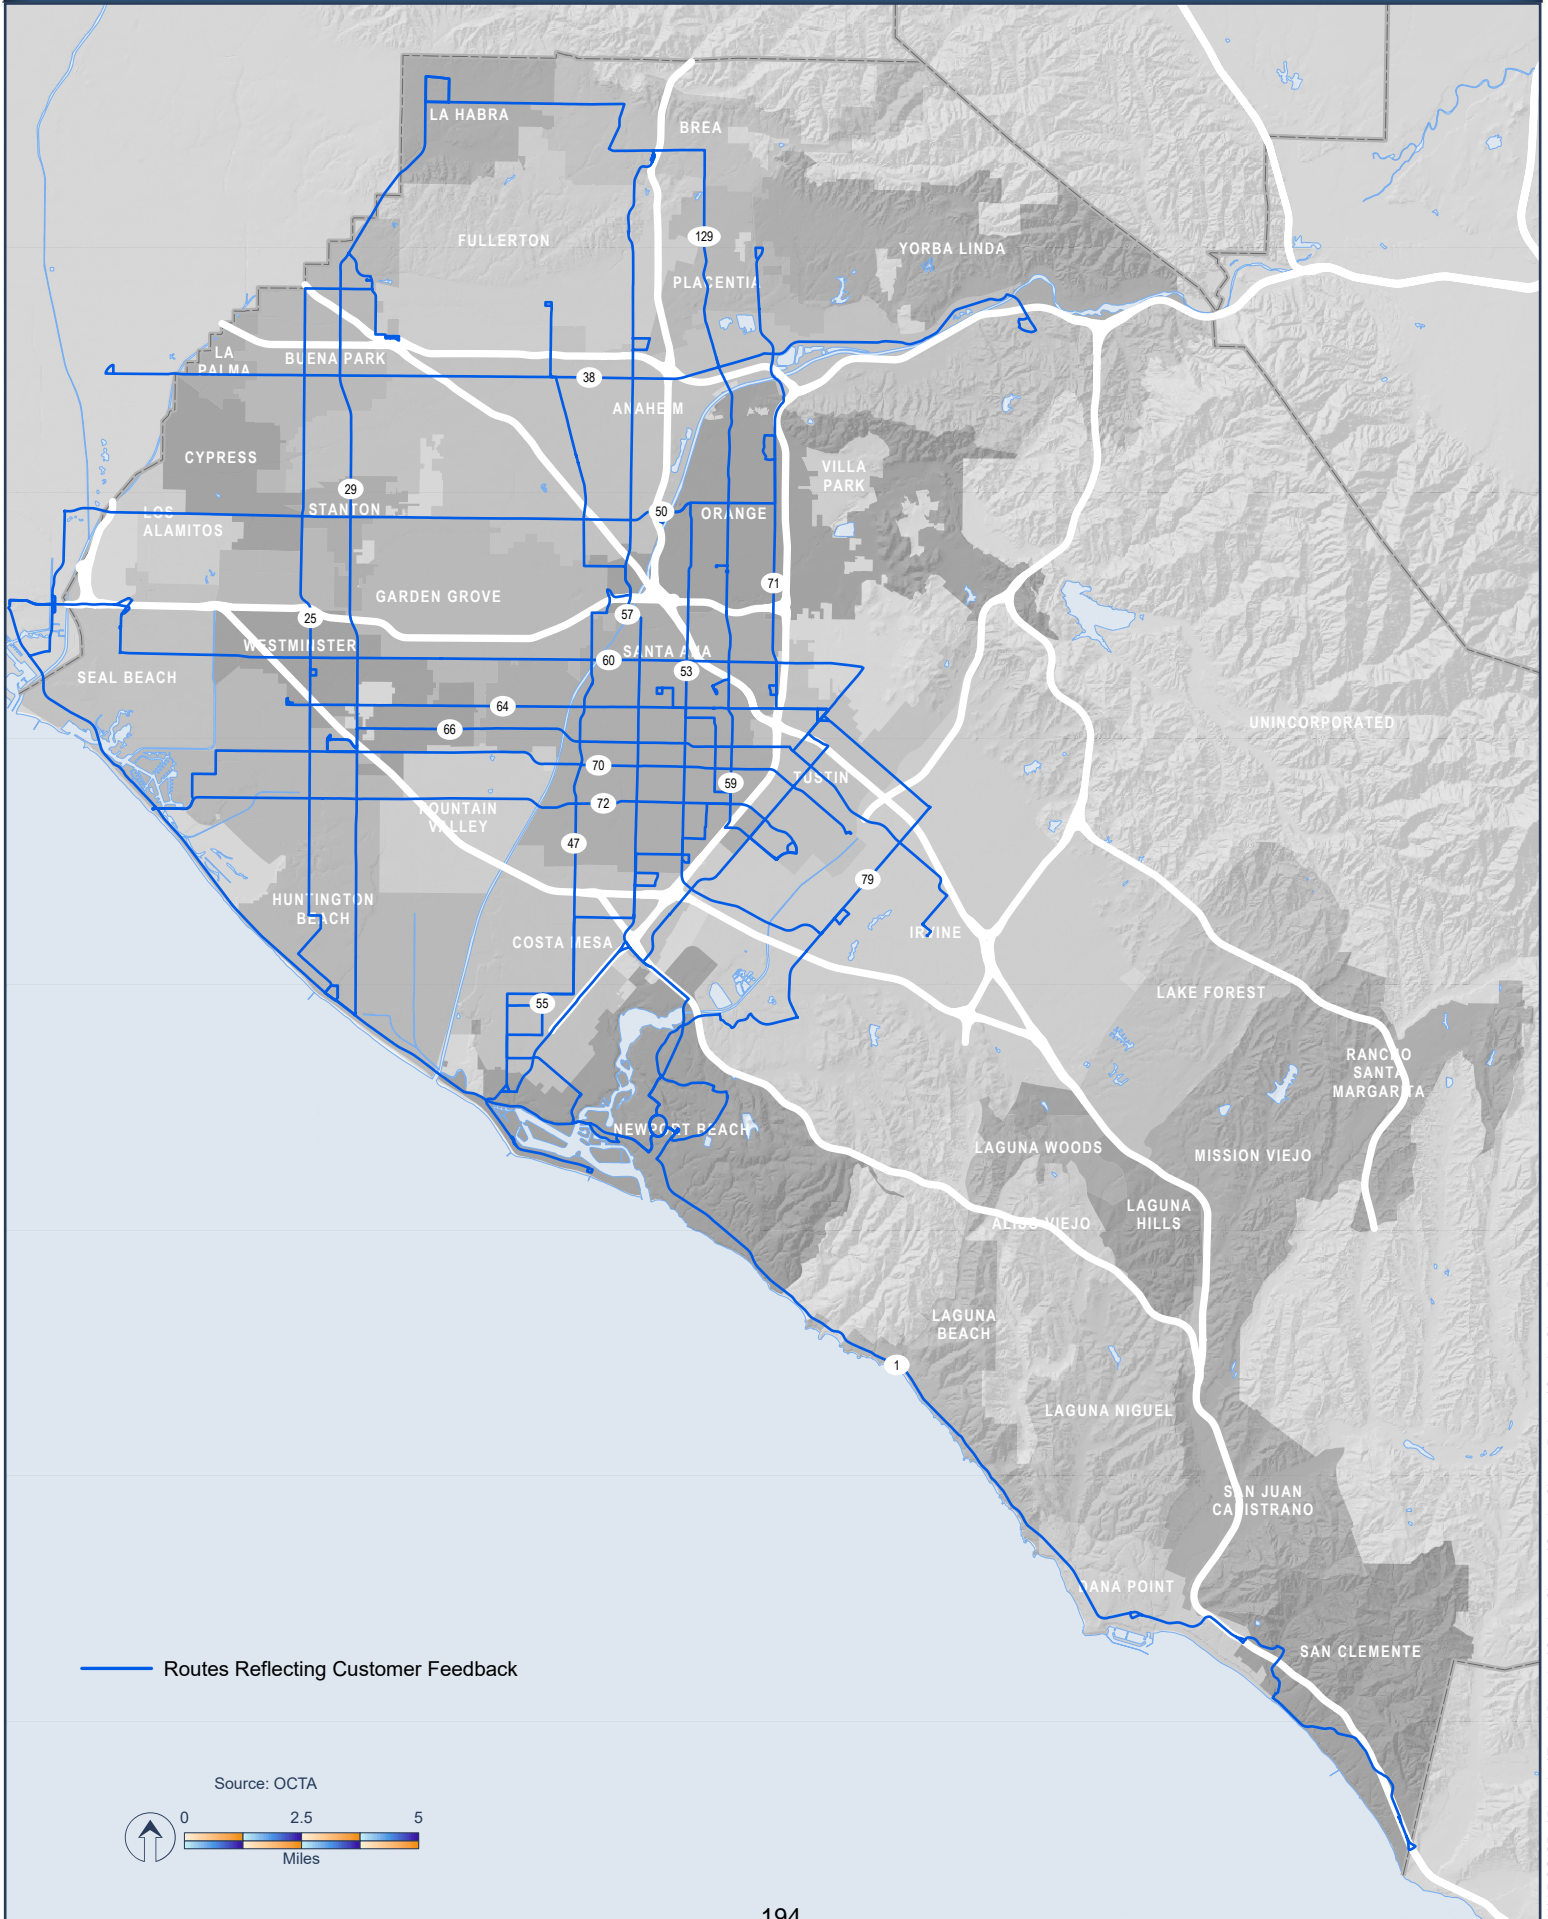 LA HABRA
BREA
129
FULLERTON
YORBA LINDA
PLACENTIA
LA
PALMA
BUENA PARK
38
ANAHEIM
CYPRESS
VILLA
PARK
29
STANTON
LOS
ALAMITOS
50
ORANGE
71
GARDEN GROVE
25
57
WESTMINSTER
60
SANTA ANA
53
SEAL BEACH
64
66
UNINCORPORATED
70
59
TUSTIN
72
FOUNTAIN
VALLEY
47
79
HUNTINGTON
BEACH
COSTA MESA
IRVINE
55
LAKE FOREST
RANCHO
SANTA
MARGARITA
NEWPORT BEACH
LAGUNA WOODS
MISSION VIEJO
LAGUNA
HILLS
ALISO VIEJO
LAGUNA
BEACH
1
LAGUNA NIGUEL
SAN JUAN
CAPISTRANO
DANA POINT
SAN CLEMENTE
Routes Reflecting Customer Feedback
Source: OCTA
0 2.5 5
Miles
194